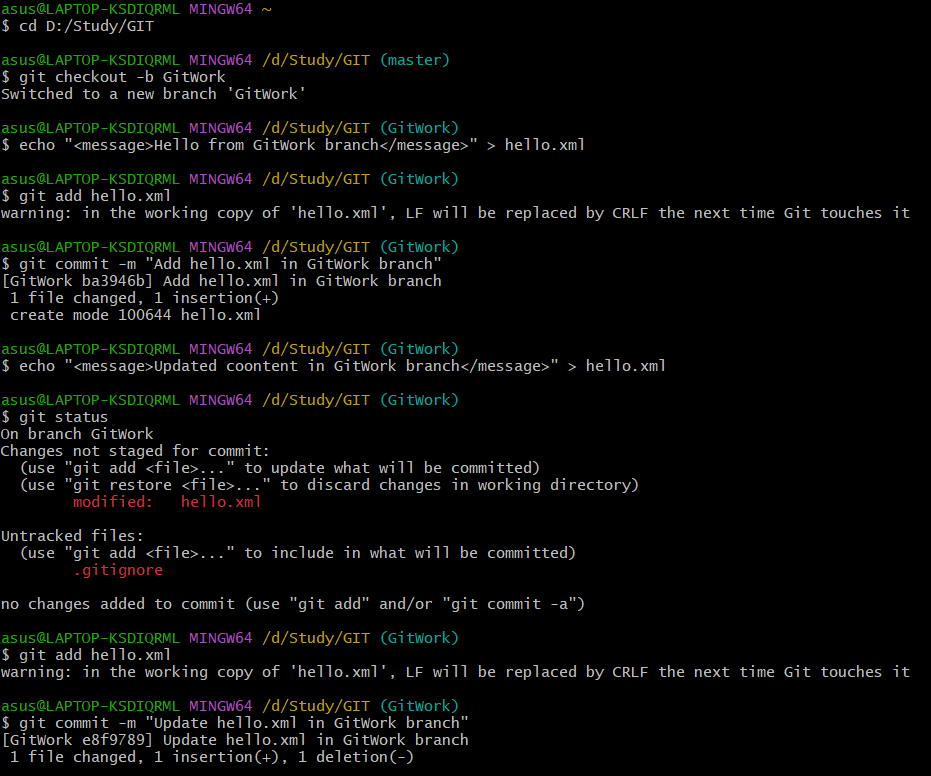 asus@LAPTOP-KSDIQRML MINGW64 ~
$ cd D:/Study/GIT
asus@LAPTOP-KSDIQRML MINGW64 /d/Study/GIT (master)
$ git checkout -b GitWork
Switched to a new branch 'GitWork'
asus@LAPTOP-KSDIQRML MINGW64 /d/Study/GIT (GitWork)
$ echo "<message>Hello from GitWork branch</message>" > hello.xml
asus@LAPTOP-KSDIQRML MINGW64 /d/Study/GIT (GitWork)
$ git add hello.xml
warning: in the working copy of 'hello.xml', LF will be replaced by CRLF the next time Git touches it
asus@LAPTOP-KSDIQRML MINGW64 /d/Study/GIT (GitWork)
$ git commit -m "Add hello.xml in GitWork branch"
[GitWork ba3946b] Add hello.xml in GitWork branch
 1 file changed, 1 insertion(+)
 create mode 100644 hello.xml
asus@LAPTOP-KSDIQRML MINGW64 /d/Study/GIT (GitWork)
$ echo "<message>Updated coontent in GitWork branch</message>" > hello.xml
asus@LAPTOP-KSDIQRML MINGW64 /d/Study/GIT (GitWork)
$ git status
On branch GitWork
Changes not staged for commit:
  (use "git add <file>..." to update what will be committed)
  (use "git restore <file>..." to discard changes in working directory)
        modified:   hello.xml
Untracked files:
  (use "git add <file>..." to include in what will be committed)
        .gitignore
no changes added to commit (use "git add" and/or "git commit -a")
asus@LAPTOP-KSDIQRML MINGW64 /d/Study/GIT (GitWork)
$ git add hello.xml
warning: in the working copy of 'hello.xml', LF will be replaced by CRLF the next time Git touches it
asus@LAPTOP-KSDIQRML MINGW64 /d/Study/GIT (GitWork)
$ git commit -m "Update hello.xml in GitWork branch"
[GitWork e8f9789] Update hello.xml in GitWork branch
 1 file changed, 1 insertion(+), 1 deletion(-)